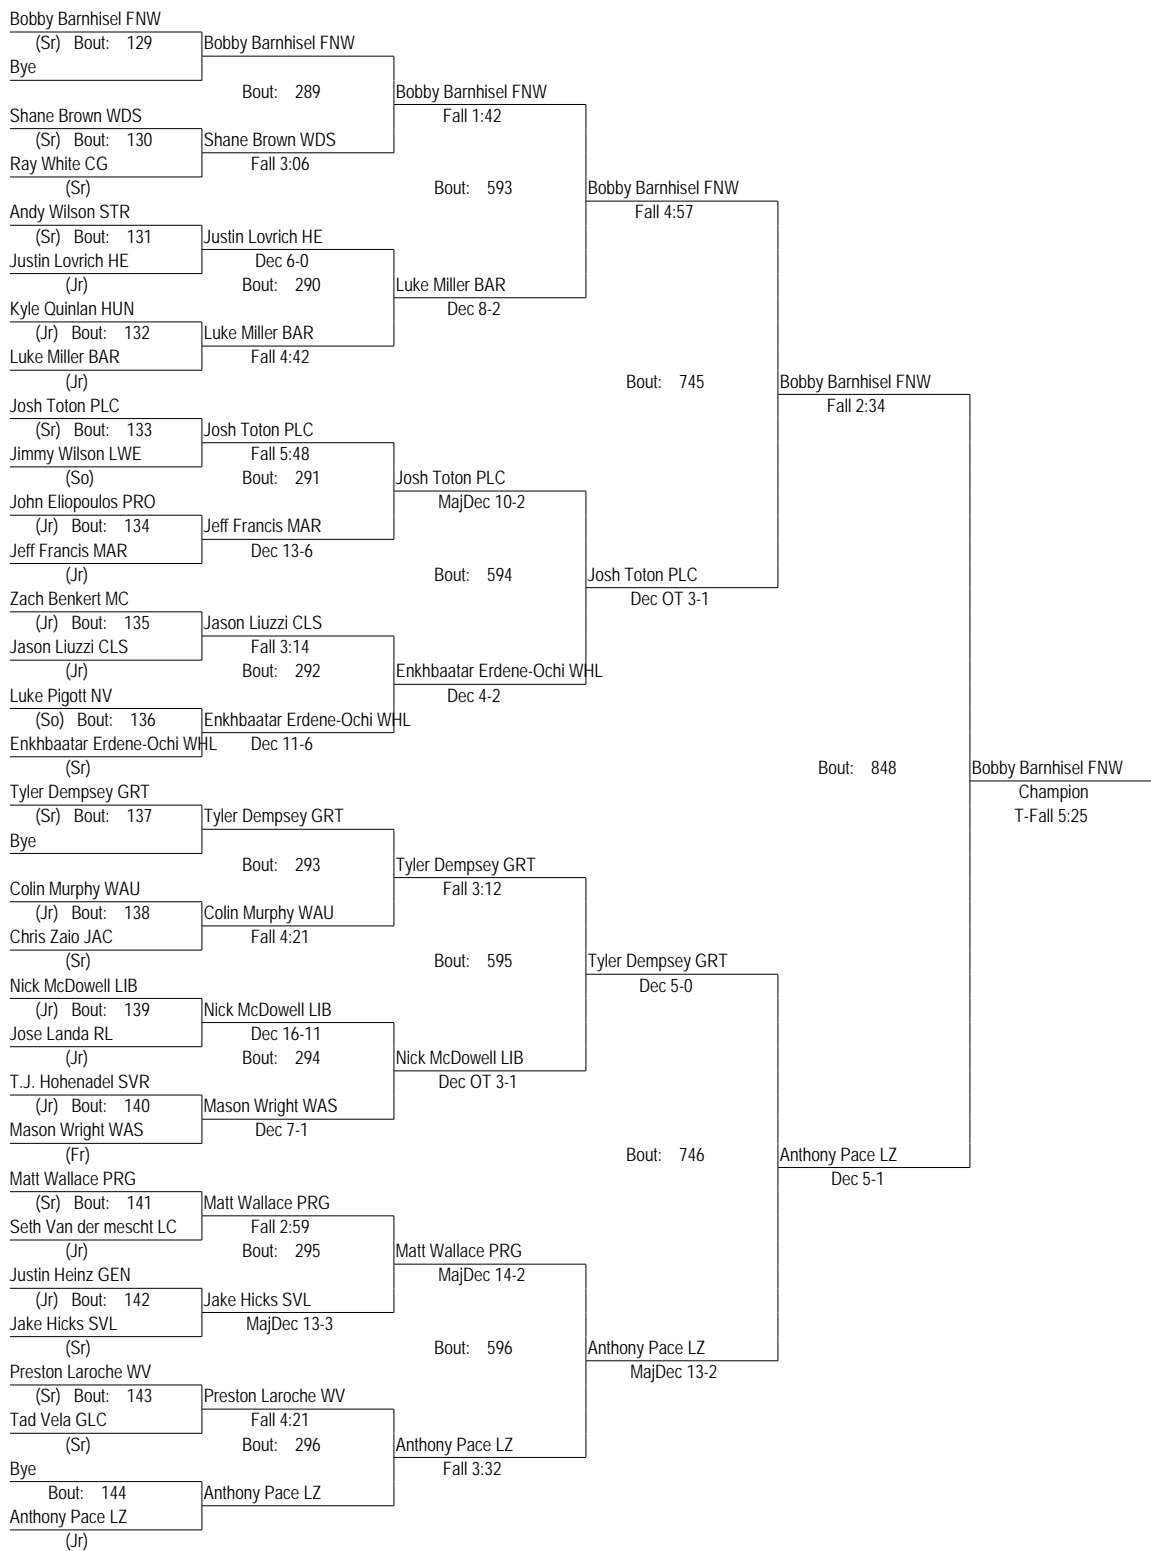 Bobby Barnhisel FNW
(Sr) Bout: 129
Bobby Barnhisel FNW
Bye
Bout: 289
Bobby Barnhisel FNW
Shane Brown WDS
Fall 1:42
(Sr) Bout: 130
Shane Brown WDS
Ray White CG
Fall 3:06
(Sr)
Bout: 593
Bobby Barnhisel FNW
Andy Wilson STR
Fall 4:57
(Sr) Bout: 131
Justin Lovrich HE
Justin Lovrich HE
Dec 6-0
(Jr)
Bout: 290
Luke Miller BAR
Kyle Quinlan HUN
Dec 8-2
(Jr) Bout: 132
Luke Miller BAR
Luke Miller BAR
Fall 4:42
(Jr)
Bout: 745
Bobby Barnhisel FNW
Josh Toton PLC
Fall 2:34
(Sr) Bout: 133
Josh Toton PLC
Jimmy Wilson LWE
Fall 5:48
(So)
Bout: 291
Josh Toton PLC
John Eliopoulos PRO
MajDec 10-2
(Jr) Bout: 134
Jeff Francis MAR
Jeff Francis MAR
Dec 13-6
(Jr)
Bout: 594
Josh Toton PLC
Zach Benkert MC
Dec OT 3-1
(Jr) Bout: 135
Jason Liuzzi CLS
Jason Liuzzi CLS
Fall 3:14
(Jr)
Bout: 292
Enkhbaatar Erdene-Ochi WHL
Luke Pigott NV
Dec 4-2
(So) Bout: 136
Enkhbaatar Erdene-Ochi WHL
Enkhbaatar Erdene-Ochi WHL
Dec 11-6
(Sr)
Bout: 848
Bobby Barnhisel FNW
Tyler Dempsey GRT
Champion
(Sr) Bout: 137
Tyler Dempsey GRT
T-Fall 5:25
Bye
Bout: 293
Tyler Dempsey GRT
Colin Murphy WAU
Fall 3:12
(Jr) Bout: 138
Colin Murphy WAU
Chris Zaio JAC
Fall 4:21
(Sr)
Bout: 595
Tyler Dempsey GRT
Nick McDowell LIB
Dec 5-0
(Jr) Bout: 139
Nick McDowell LIB
Jose Landa RL
Dec 16-11
(Jr)
Bout: 294
Nick McDowell LIB
T.J. Hohenadel SVR
Dec OT 3-1
(Jr) Bout: 140
Mason Wright WAS
Mason Wright WAS
Dec 7-1
(Fr)
Bout: 746
Anthony Pace LZ
Matt Wallace PRG
Dec 5-1
(Sr) Bout: 141
Matt Wallace PRG
Seth Van der mescht LC
Fall 2:59
(Jr)
Bout: 295
Matt Wallace PRG
Justin Heinz GEN
MajDec 14-2
(Jr) Bout: 142
Jake Hicks SVL
Jake Hicks SVL
MajDec 13-3
(Sr)
Bout: 596
Anthony Pace LZ
Preston Laroche WV
MajDec 13-2
(Sr) Bout: 143
Preston Laroche WV
Tad Vela GLC
Fall 4:21
(Sr)
Bout: 296
Anthony Pace LZ
Bye
Fall 3:32
Bout: 144
Anthony Pace LZ
Anthony Pace LZ
(Jr)